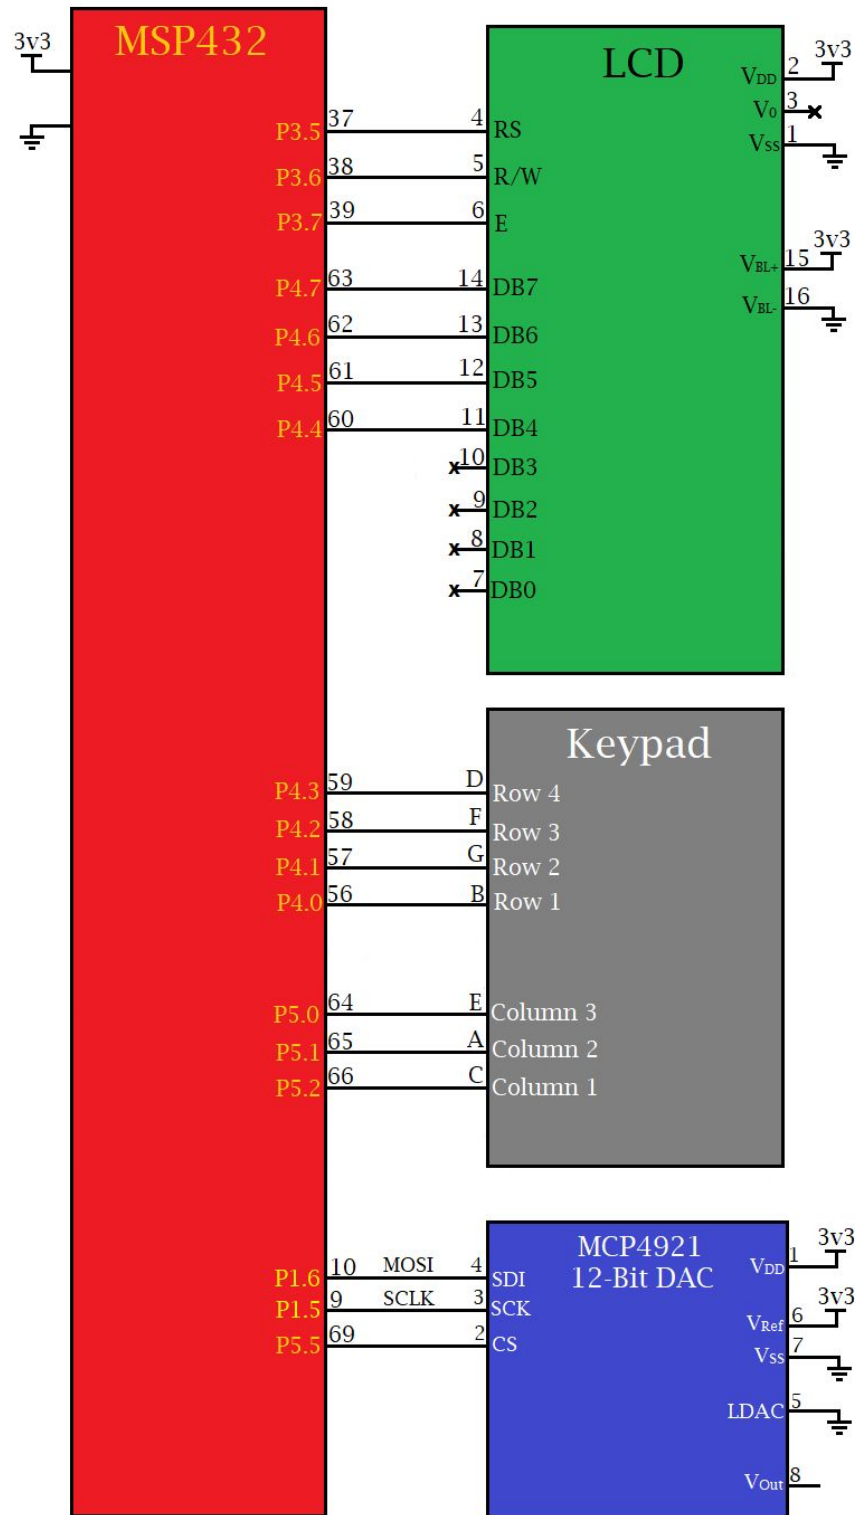 MSP432
3v3
P3.5 37
P3.6 38
P3.7 39
P4.7 63
P4.6 62
P4.5 61
P4.4 60
P4.3 59
P4.2 58
P4.1 57
P4.0 56
P5.0 64
P5.1 65
P5.2 66
P1.6 10 MOSI
P1.5 9 SCLK
P5.5 69
LCD
4 RS
5 R/W
6 E
14 DB7
13 DB6
12 DB5
11 DB4
x 10 DB3
x 9 DB2
x 8 DB1
x 7 DB0
VDD 2 3v3
V0 3 x
VSS 1
VBL+ 15 3v3
VBL- 16
Keypad
D Row 4
F Row 3
G Row 2
B Row 1
E Column 3
A Column 2
C Column 1
MCP4921
12-Bit DAC
4 SDI
3 SCK
2 CS
VDD 1 3v3
VRef 6 3v3
VSS 7
LDAC 5
VOut 8